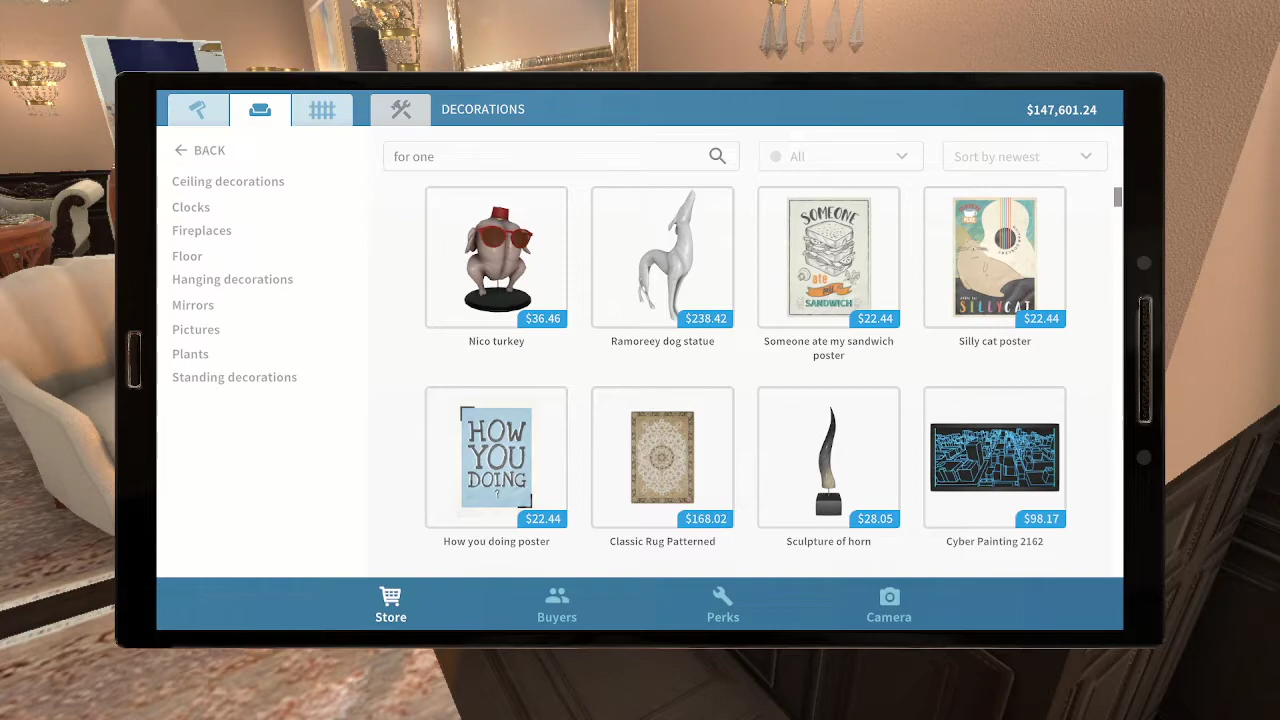 DECORATIONS
$147,601.24
BACK
Ceiling decorations
Clocks
Fireplaces
Floor
Hanging decorations
Mirrors
Pictures
Plants
Standing decorations
for one
All
Sort by newest
$36.46
Nico turkey
$238.42
Ramoreey dog statue
SOMEONE
ate
my
SANDWICH
$22.44
Someone ate my sandwich
poster
SILLYCAT
$22.44
Silly cat poster
HOW
YOU
DOING
?
$22.44
How you doing poster
$168.02
Classic Rug Patterned
$28.05
Sculpture of horn
$98.17
Cyber Painting 2162
Store
Buyers
Perks
Camera